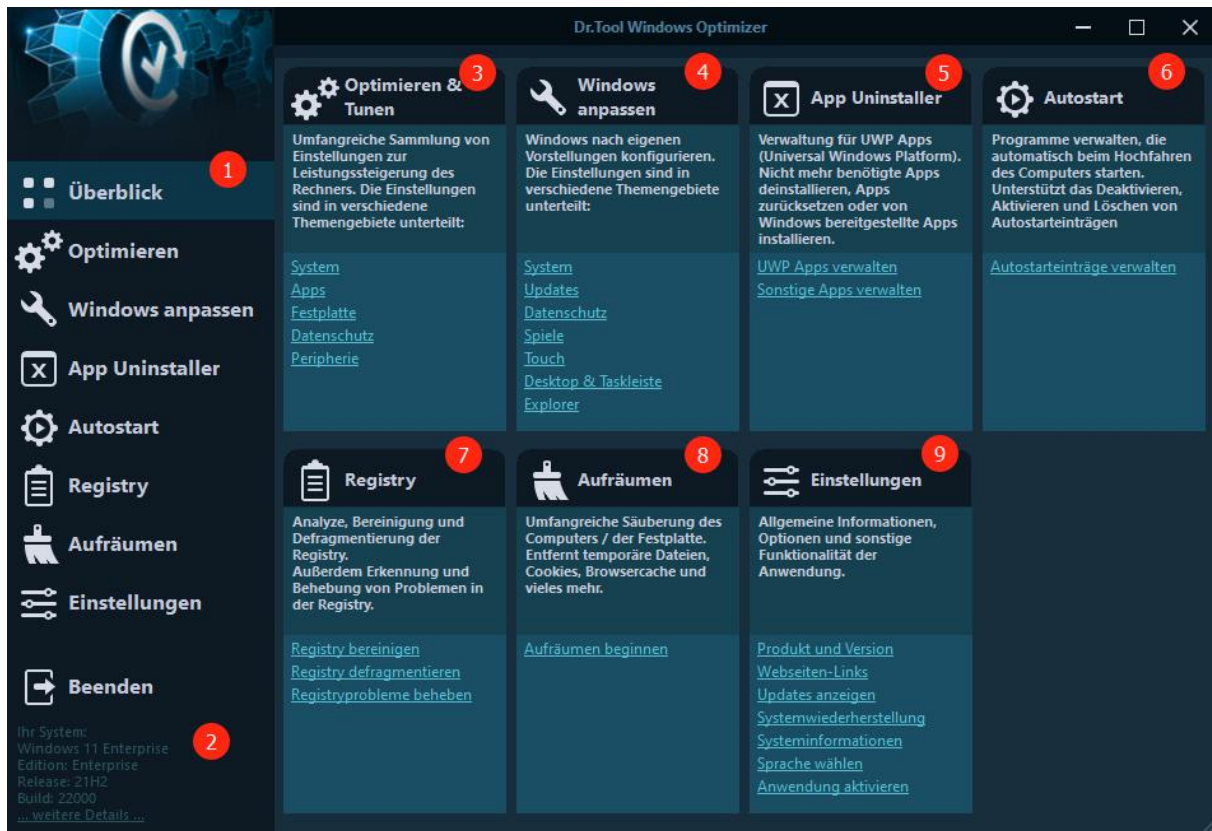 Dr.Tool Windows Optimizer
1
Überblick
Optimieren
Windows anpassen
App Uninstaller
Autostart
Registry
Aufräumen
Einstellungen
Beenden
2
Ihr System:
Windows 11 Enterprise
Edition: Enterprise
Release: 21H2
Build: 22000
... weitere Details ...
3
Optimieren &
Tunen
Umfangreiche Sammlung von
Einstellungen zur
Leistungssteigerung des
Rechners. Die Einstellungen
sind in verschiedene
Themengebiete unterteilt:
System
Apps
Festplatte
Datenschutz
Peripherie
4
Windows
anpassen
Windows nach eigenen
Vorstellungen konfigurieren.
Die Einstellungen sind in
verschiedene Themengebiete
unterteilt:
System
Updates
Datenschutz
Spiele
Touch
Desktop & Taskleiste
Explorer
5
X
App Uninstaller
Verwaltung für UWP Apps
(Universal Windows Platform).
Nicht mehr benötigte Apps
deinstallieren, Apps
zurücksetzen oder von
Windows bereitgestellte Apps
installieren.
UWP Apps verwalten
Sonstige Apps verwalten
6
Autostart
Programme verwalten, die
automatisch beim Hochfahren
des Computers starten.
Unterstützt das Deaktivieren,
Aktivieren und Löschen von
Autostarteinträgen
Autostarteinträge verwalten
7
Registry
Analyze, Bereinigung und
Defragmentierung der
Registry.
Außerdem Erkennung und
Behebung von Problemen in
der Registry.
Registry bereinigen
Registry defragmentieren
Registryprobleme beheben
8
Aufräumen
Umfangreiche Säuberung des
Computers / der Festplatte.
Entfernt temporäre Dateien,
Cookies, Browsercache und
vieles mehr.
Aufräumen beginnen
9
Einstellungen
Allgemeine Informationen,
Optionen und sonstige
Funktionalität der
Anwendung.
Produkt und Version
Webseiten-Links
Updates anzeigen
Systemwiederherstellung
Systeminformationen
Sprache wählen
Anwendung aktivieren